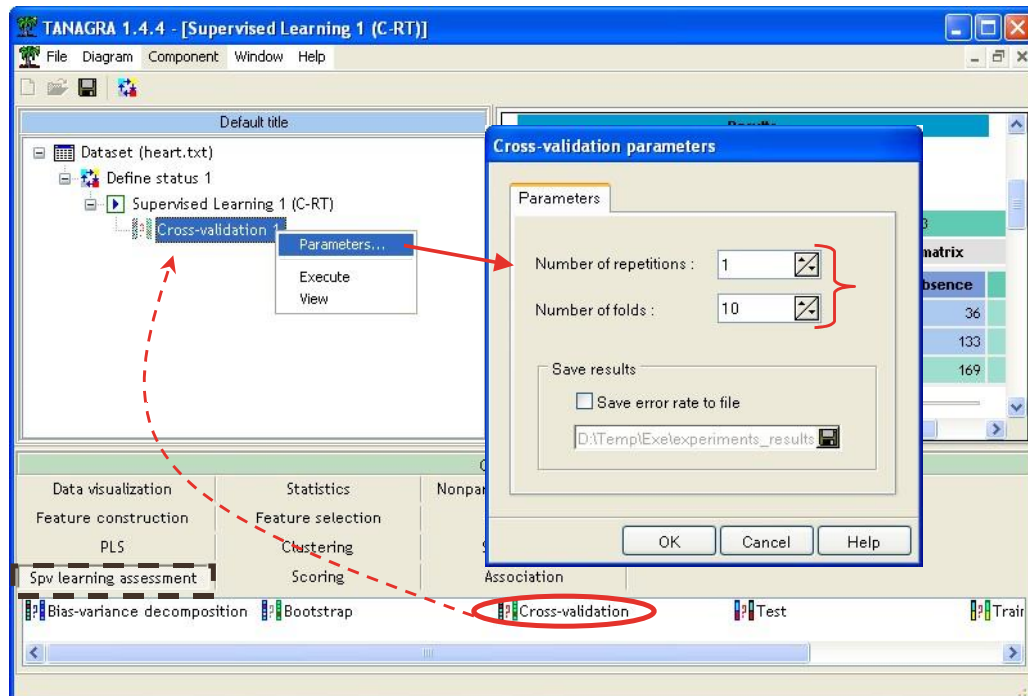 TANAGRA 1.4.4 - [Supervised Learning 1 (C-RT)]
File Diagram Component Window Help
Default title
Dataset (heart.txt)
Define status 1
Supervised Learning 1 (C-RT)
Cross-validation 1
Parameters...
Execute
View
Results
matrix
bsence
36
133
169
Cross-validation parameters
Parameters
Number of repetitions : 1
Number of folds : 10
Save results
Save error rate to file
D:\Temp\Exe\experiments_results
OK Cancel Help
Data visualization Statistics Nonpar
Feature construction Feature selection
PLS Clustering
Spv learning assessment Scoring Association
Bias-variance decomposition Bootstrap Cross-validation Test Train